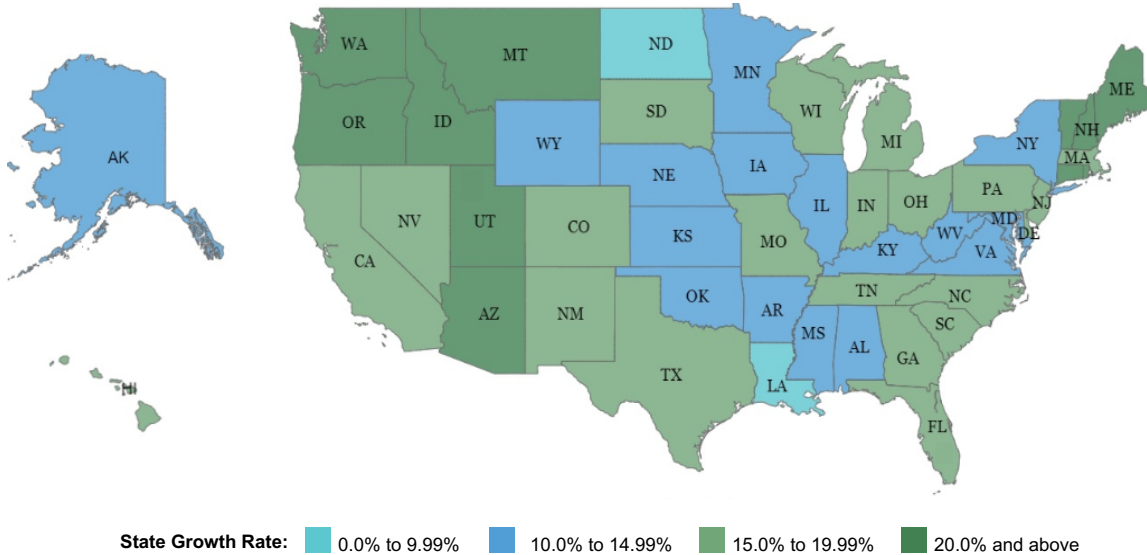 WA
MT
ND
MN
ME
OR
ID
SD
WI
NH
WY
MI
NY
MA
AK
NE
IA
PA
NV
UT
CO
IL
IN
OH
NJ
CA
KS
MO
WV
MD
DE
KY
VA
AZ
NM
OK
AR
TN
NC
MS
AL
GA
SC
TX
LA
FL
HI
State Growth Rate: 0.0% to 9.99% 10.0% to 14.99% 15.0% to 19.99% 20.0% and above